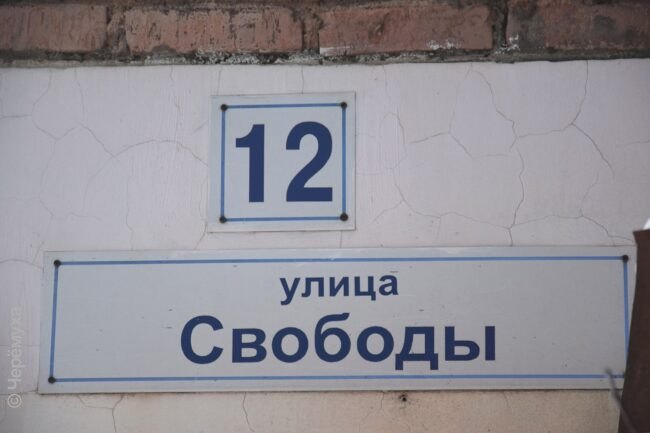 12
улица
Свободы
© Черёмуха